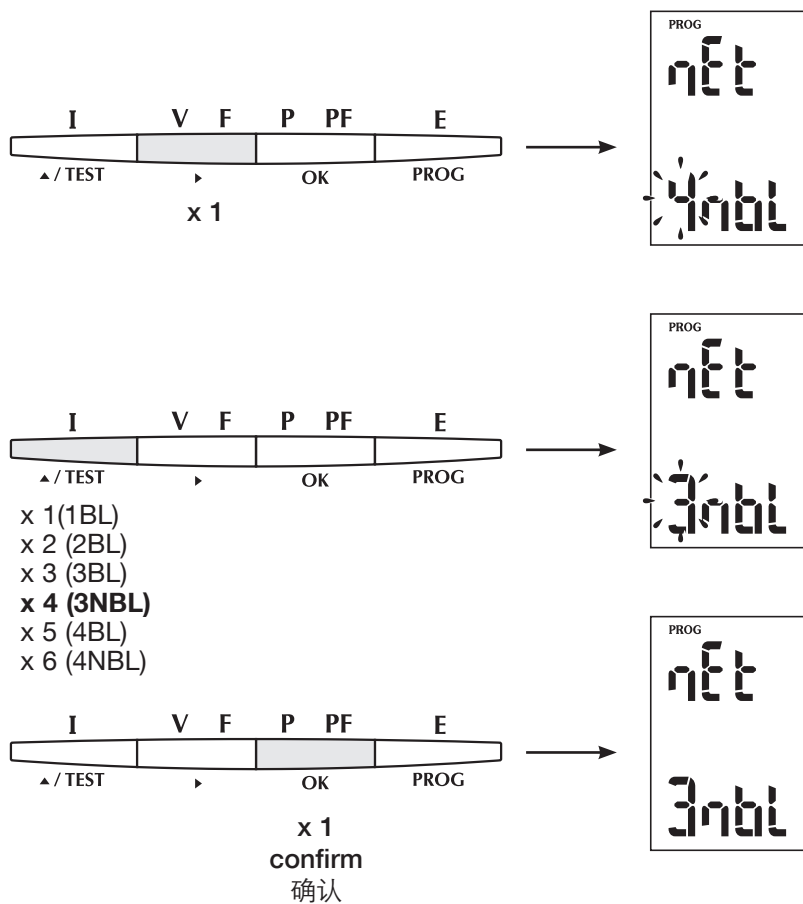 PROG
nEt
I V F P PF E
▲ / TEST ▶ OK PROG
x 1
4nbL
PROG
nEt
I V F P PF E
▲ / TEST ▶ OK PROG
3nbL
x 1(1BL)
x 2 (2BL)
x 3 (3BL)
x 4 (3NBL)
x 5 (4BL)
x 6 (4NBL)
PROG
nEt
I V F P PF E
▲ / TEST ▶ OK PROG
3nbL
x 1
confirm
确认